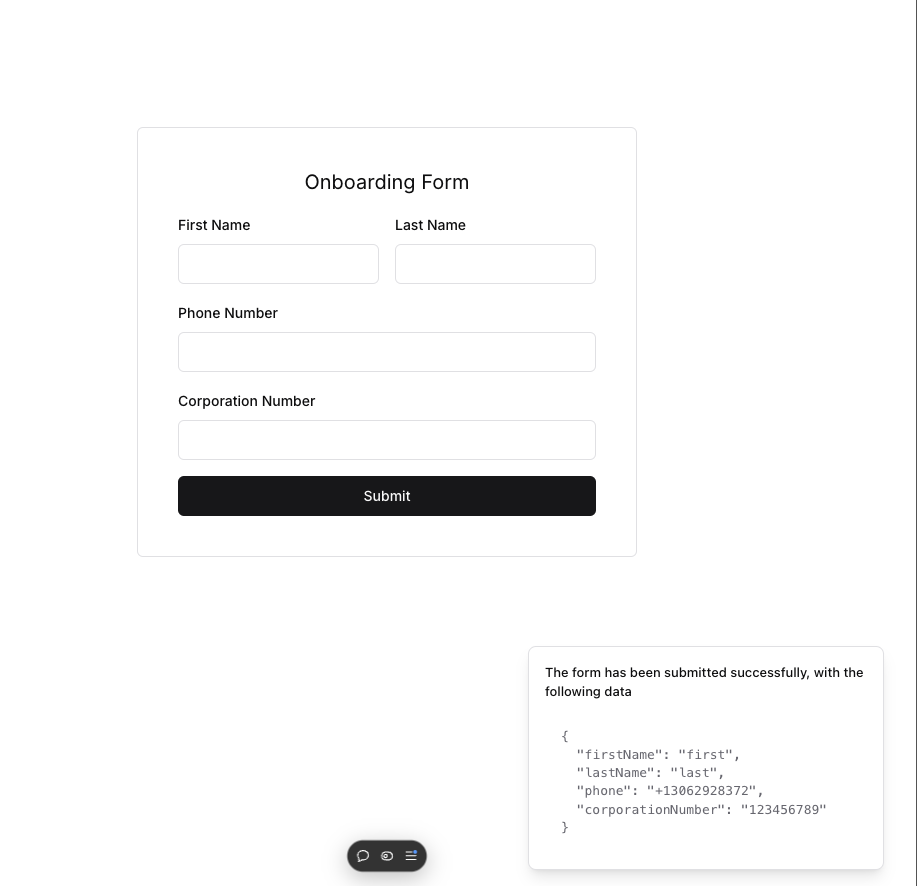 Onboarding Form
First Name Last Name
Phone Number
Corporation Number
Submit
The form has been submitted successfully, with the
following data
{
  "firstName": "first",
  "lastName": "last",
  "phone": "+13062928372",
  "corporationNumber": "123456789"
}